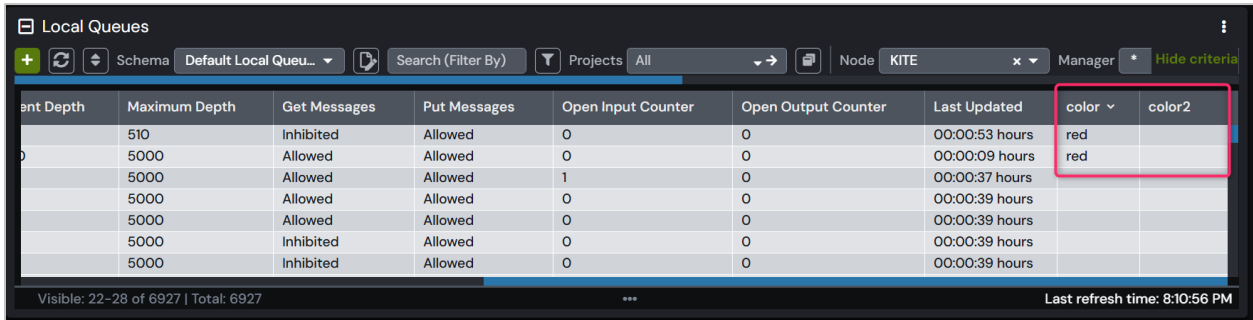 Local Queues
Schema Default Local Queu... Search (Filter By) Projects All Node KITE Manager * Hide criteria
ent Depth Maximum Depth Get Messages Put Messages Open Input Counter Open Output Counter Last Updated color color2
510 Inhibited Allowed 0 0 00:00:53 hours red
0 5000 Allowed Allowed 0 0 00:00:09 hours red
5000 Allowed Allowed 1 0 00:00:37 hours
5000 Allowed Allowed 0 0 00:00:39 hours
5000 Allowed Allowed 0 0 00:00:39 hours
5000 Inhibited Allowed 0 0 00:00:39 hours
5000 Inhibited Allowed 0 0 00:00:39 hours
Visible: 22-28 of 6927 | Total: 6927 Last refresh time: 8:10:56 PM